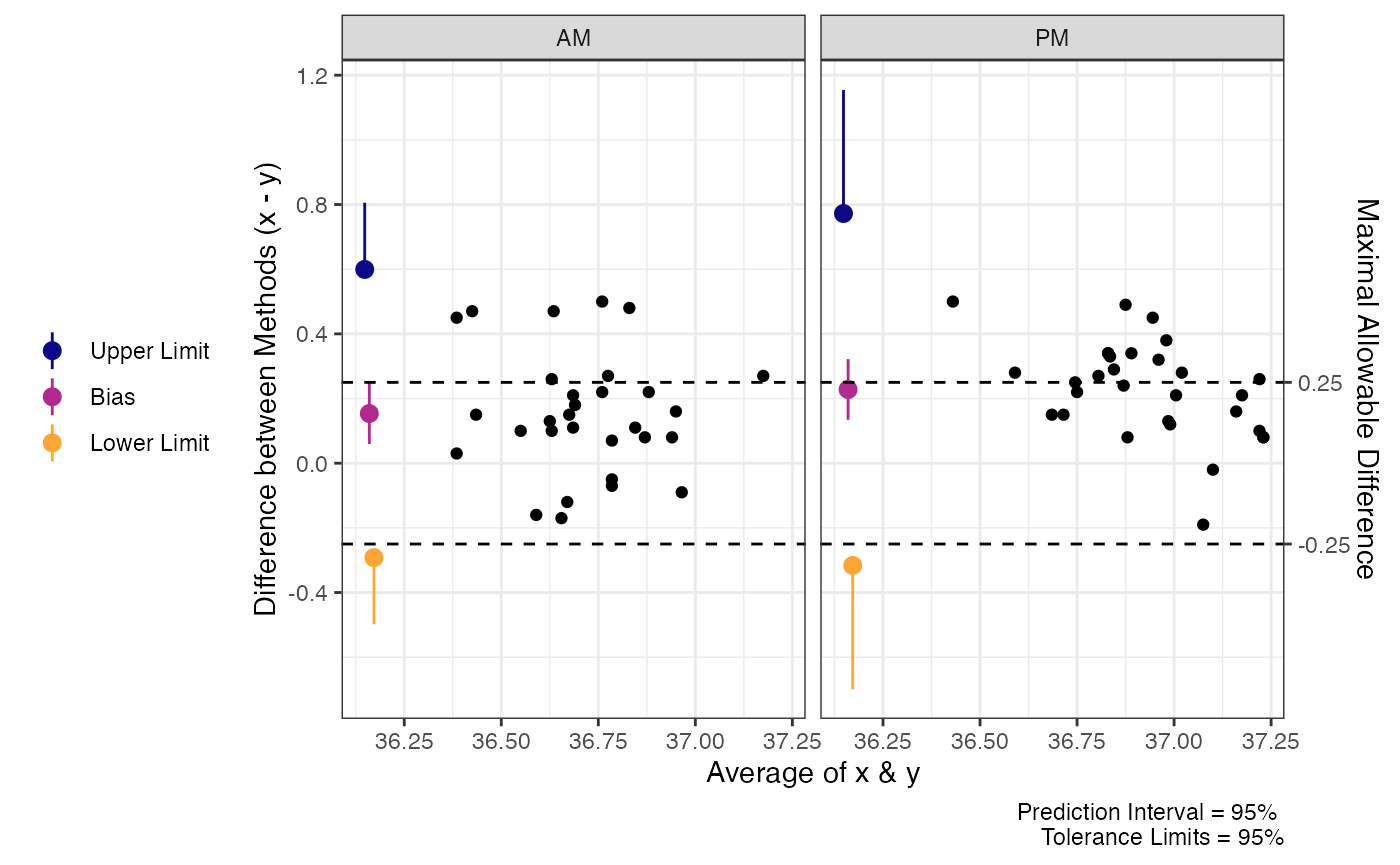 AM
PM
1.2
0.8
0.4
0.0
-0.4
Difference between Methods (x - y)
Upper Limit
Bias
Lower Limit
0.25
-0.25
Maximal Allowable Difference
36.25 36.50 36.75 37.00 37.25
36.25 36.50 36.75 37.00 37.25
Average of x & y
Prediction Interval = 95%
Tolerance Limits = 95%